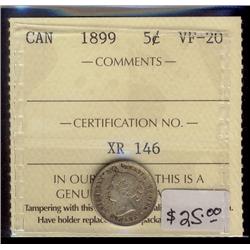 CAN 1899 5¢ VF-20
— COMMENTS —
— CERTIFICATION NO. —
XR 146
IN OUR THIS IS A
GENU
Tampering with this
Have holder replac
$25.00